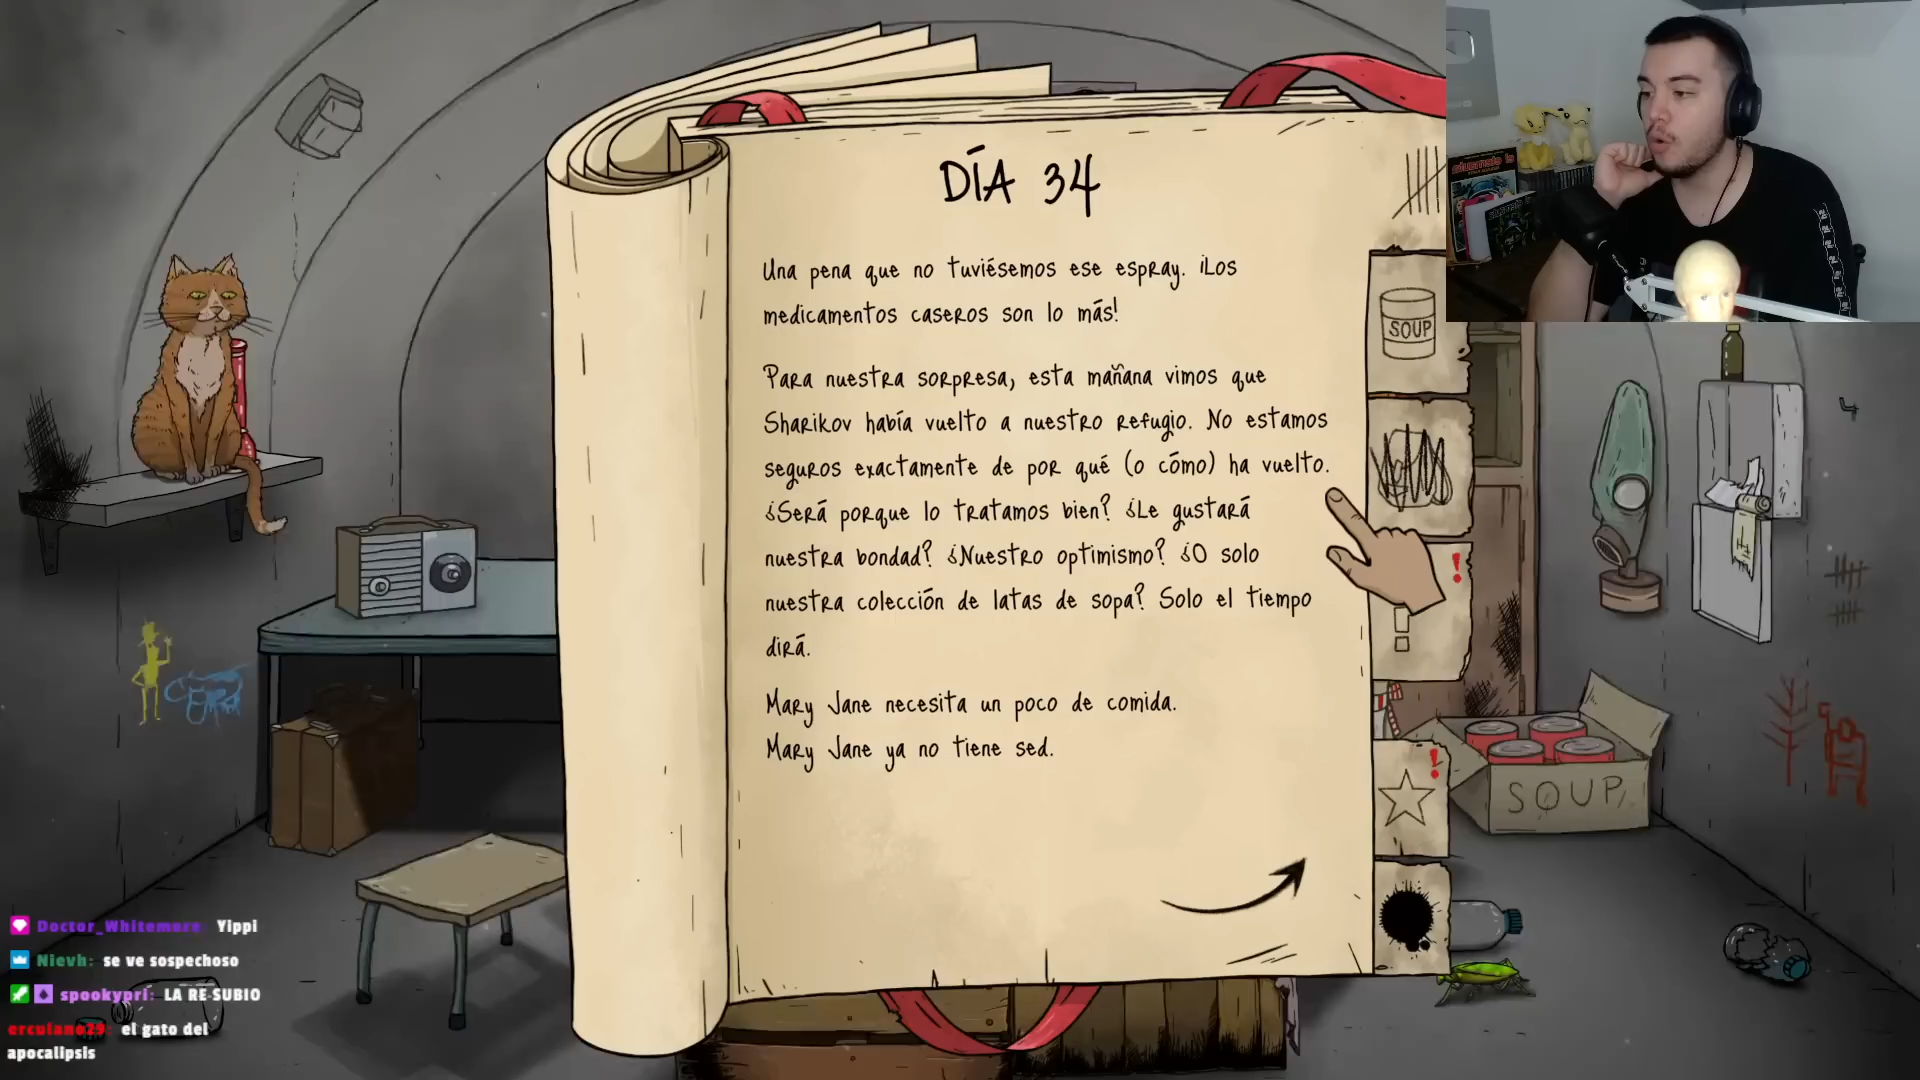 DÍA 34
Una pena que no tuviésemos ese espray. ¡Los
medicamentos caseros son lo más!
Para nuestra sorpresa, esta mañana vimos que
Sharikov había vuelto a nuestro refugio. No estamos
seguros exactamente de por qué (o cómo) ha vuelto.
¿Será porque lo tratamos bien? ¿Le gustará
nuestra bondad? ¿Nuestro optimismo? ¿O solo
nuestra colección de latas de sopa? Solo el tiempo
dirá.
Mary Jane necesita un poco de comida.
Mary Jane ya no tiene sed.
SOUP
!
!
SOUP
Doctor_Whitemore: Yippi
Nievh: se ve sospechoso
spookypri: LA RE SUBIO
erculano29: el gato del
apocalipsis